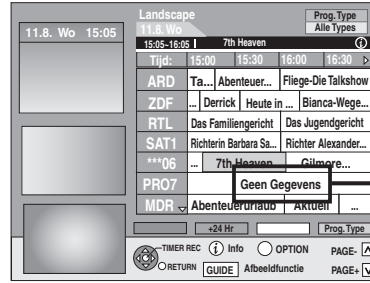 Landscape Prog.Type
11.8. Wo 15:05 11.8. Wo All Types
15:05~16:05 7th Heaven i
Tijd: 15:00 15:30 16:00 16:30
ARD Ta... Abenteuer... Fliege-Die Talkshow
ZDF ... Derrick Heute in ... Bianca-Wege...
RTL Das Familiengericht Das Jugendgericht
SAT1 Richterin Barbara Sa... Richter Alexander...
***06 ... 7th Heaven Gilmore...
PRO7 Geen Gegevens
MDR Abenteuerurlaub Aktuell ...
+24 Hr Prog.Type
TIMER REC i Info OPTION PAGE-
RETURN GUIDE Afbeeldfunctie PAGE+